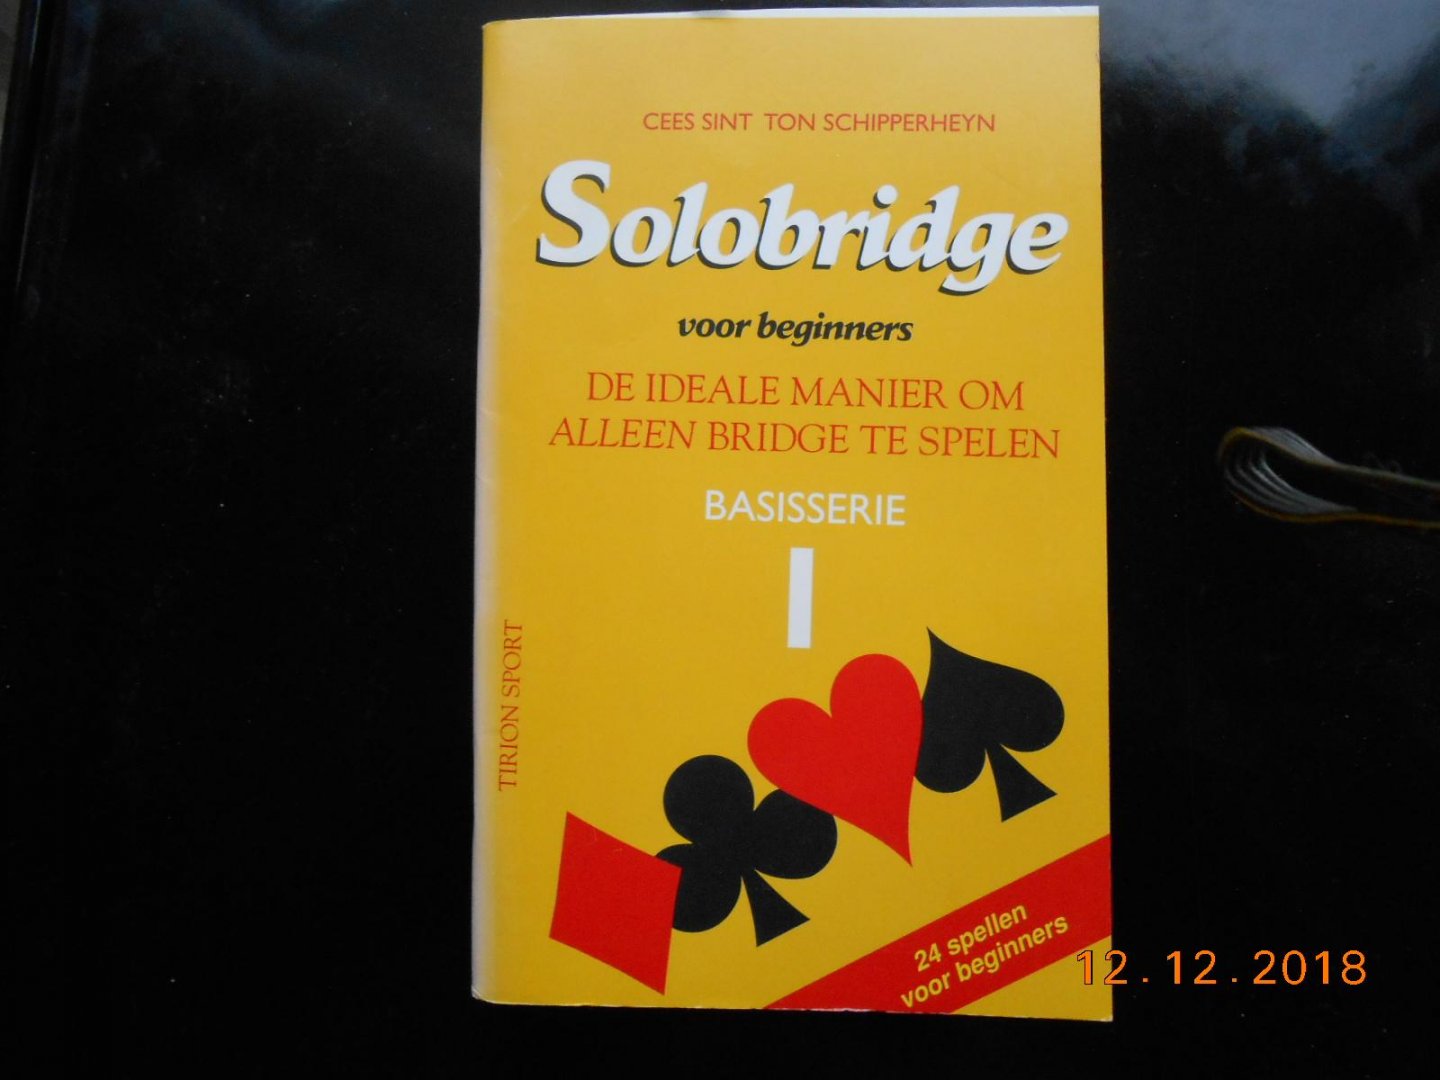 CEES SINT TON SCHIPPERHEYN
Solobridge
voor beginners
DE IDEALE MANIER OM
ALLEEN BRIDGE TE SPELEN
BASISSERIE
1
TIRION SPORT
24 spellen
voor beginners
12.12.2018